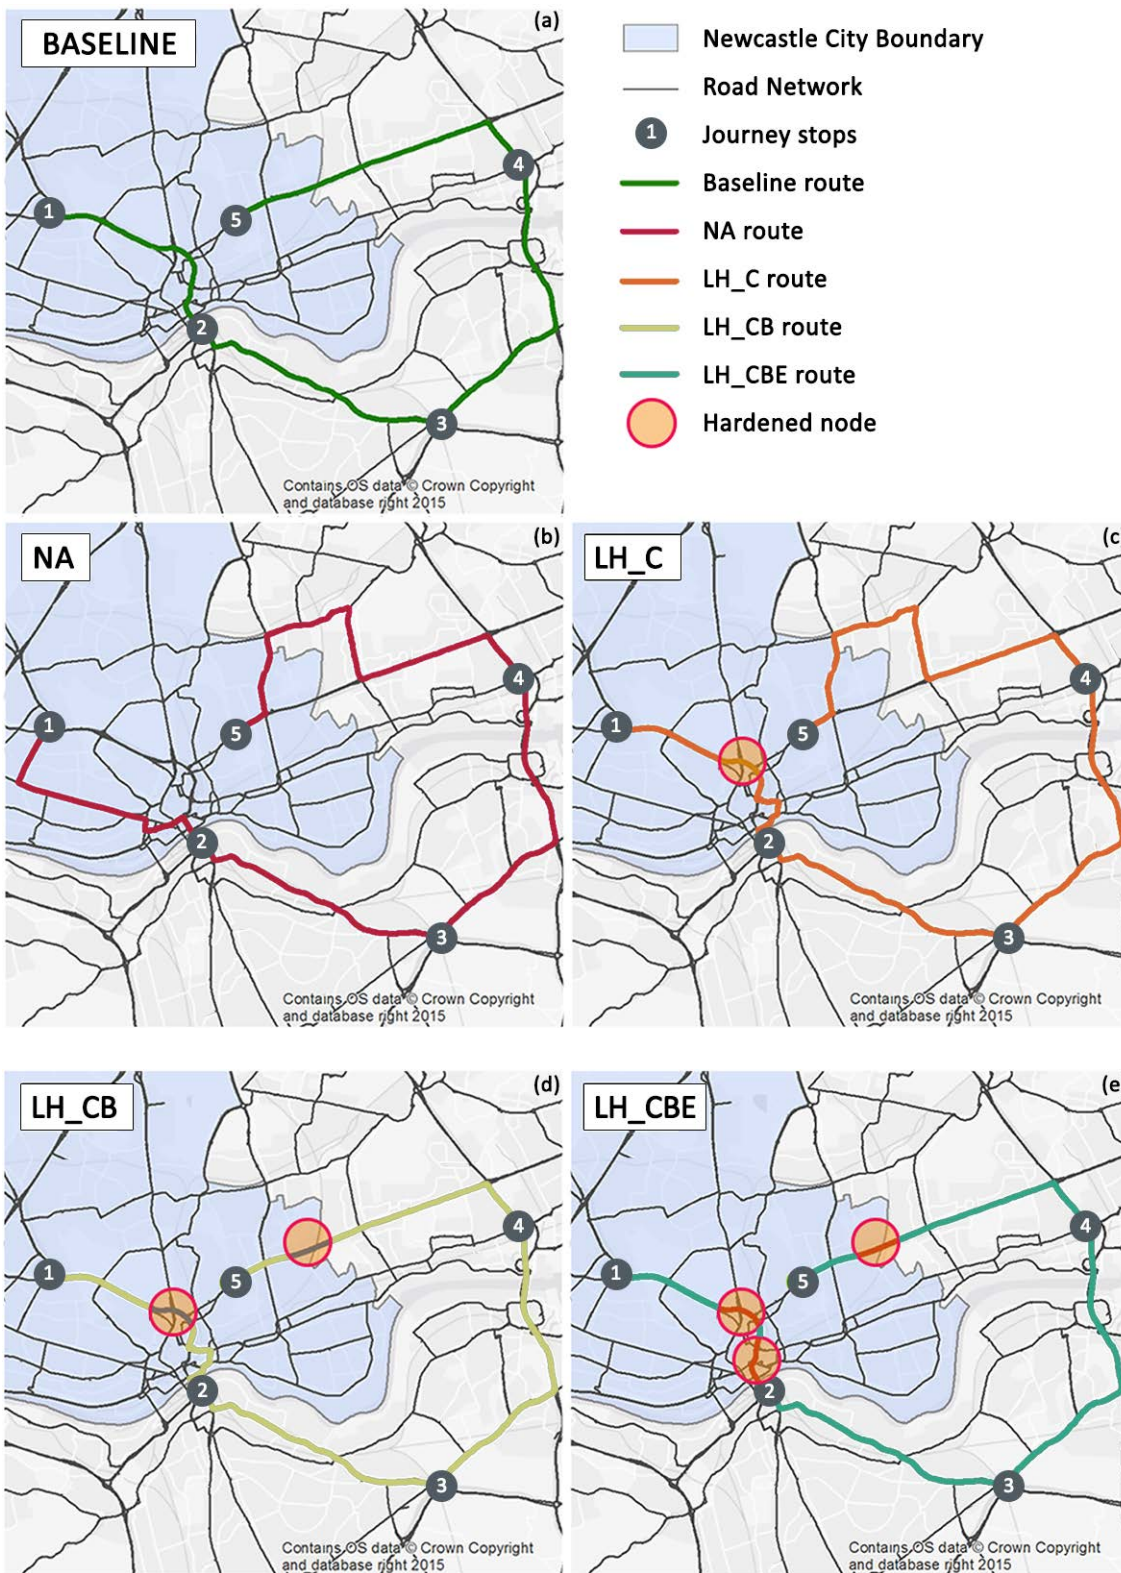 BASELINE
(a)
1
2
3
4
5
Contains OS data © Crown Copyright
and database right 2015
Newcastle City Boundary
Road Network
1
Journey stops
Baseline route
NA route
LH_C route
LH_CB route
LH_CBE route
Hardened node
NA
(b)
1
2
3
4
5
Contains OS data © Crown Copyright
and database right 2015
LH_C
(c)
1
2
3
4
5
Contains OS data © Crown Copyright
and database right 2015
LH_CB
(d)
1
2
3
4
5
Contains OS data © Crown Copyright
and database right 2015
LH_CBE
(e)
1
2
3
4
5
Contains OS data © Crown Copyright
and database right 2015